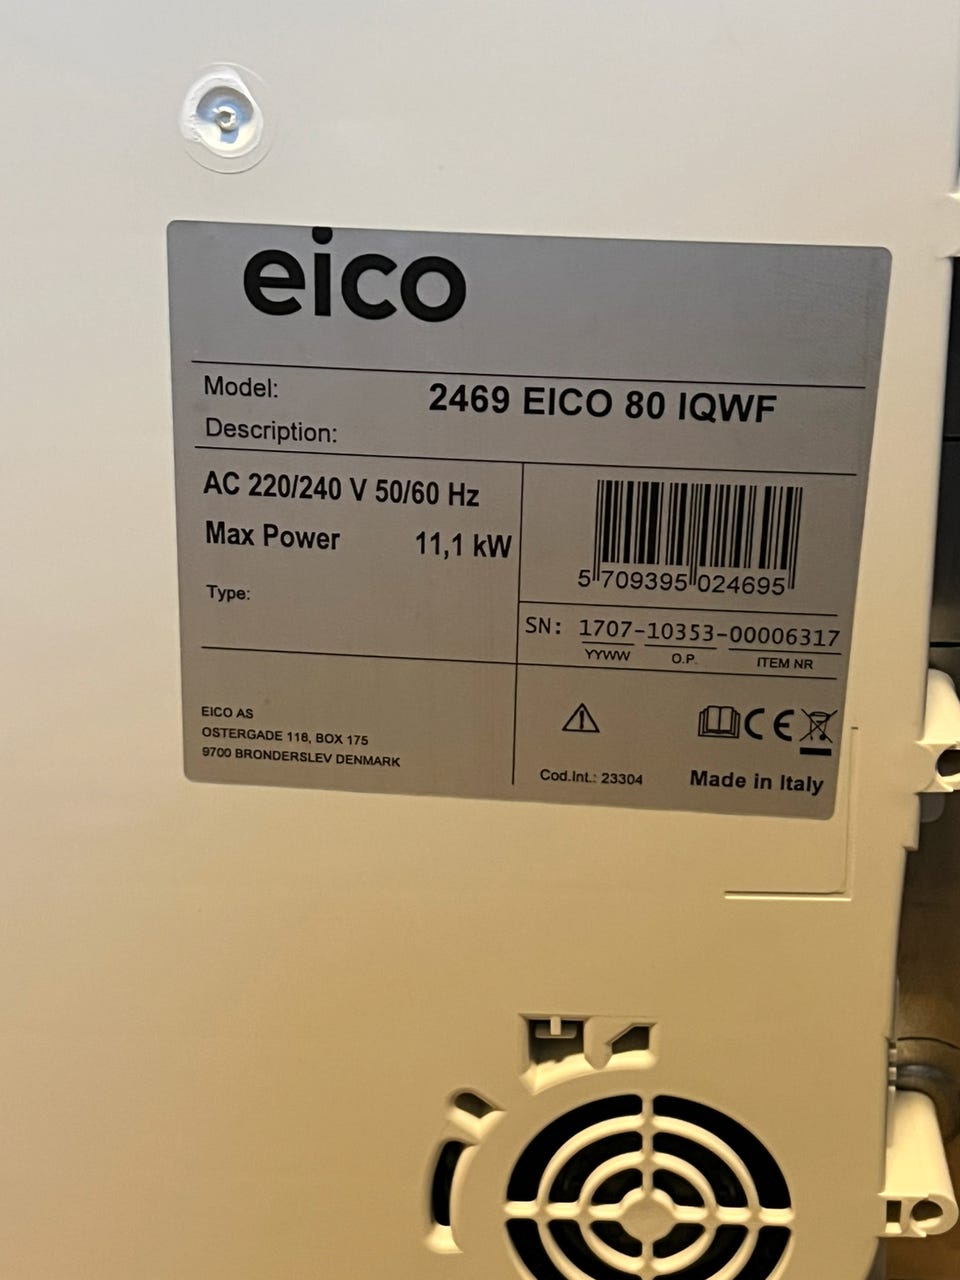 eico
Model: 2469 EICO 80 IQWF
Description:
AC 220/240 V 50/60 Hz
Max Power 11,1 kW
Type:
5 709395 024695
SN: 1707-10353-00006317
YYWW O.P. ITEM NR
EICO AS
OSTERGADE 118, BOX 175
9700 BRONDERSLEV DENMARK
CE
Cod.Int.: 23304
Made in Italy